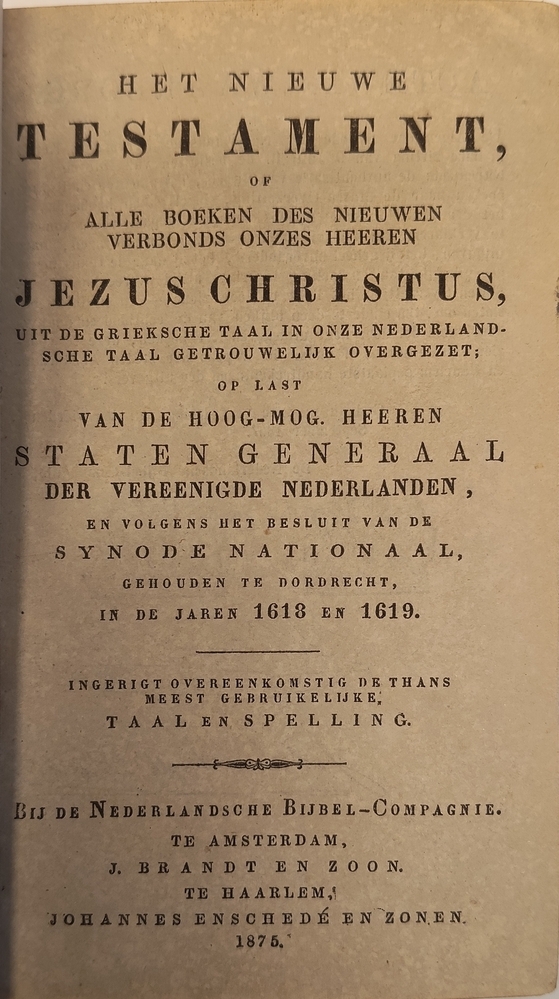 HET NIEUWE
TESTAMENT,
OF
ALLE BOEKEN DES NIEUWEN
VERBONDS ONZES HEEREN
JEZUS CHRISTUS,
UIT DE GRIEKSCHE TAAL IN ONZE NEDERLAND-
SCHE TAAL GETROUWELIJK OVERGEZET;
OP LAST
VAN DE HOOG-MOG. HEEREN
STATEN GENERAAL
DER VEREENIGDE NEDERLANDEN,
EN VOLGENS HET BESLUIT VAN DE
SYNODE NATIONAAL,
GEHOUDEN TE DORDRECHT,
IN DE JAREN 1618 EN 1619.
INGERIGT OVEREENKOMSTIG DE THANS
MEEST GEBRUIKELIJKE,
TAAL EN SPELLING.
BIJ DE NEDERLANDSCHE BIJBEL-COMPAGNIE.
TE AMSTERDAM,
J. BRANDT EN ZOON.
TE HAARLEM,
JOHANNES ENSCHEDÉ EN ZONEN.
1875.